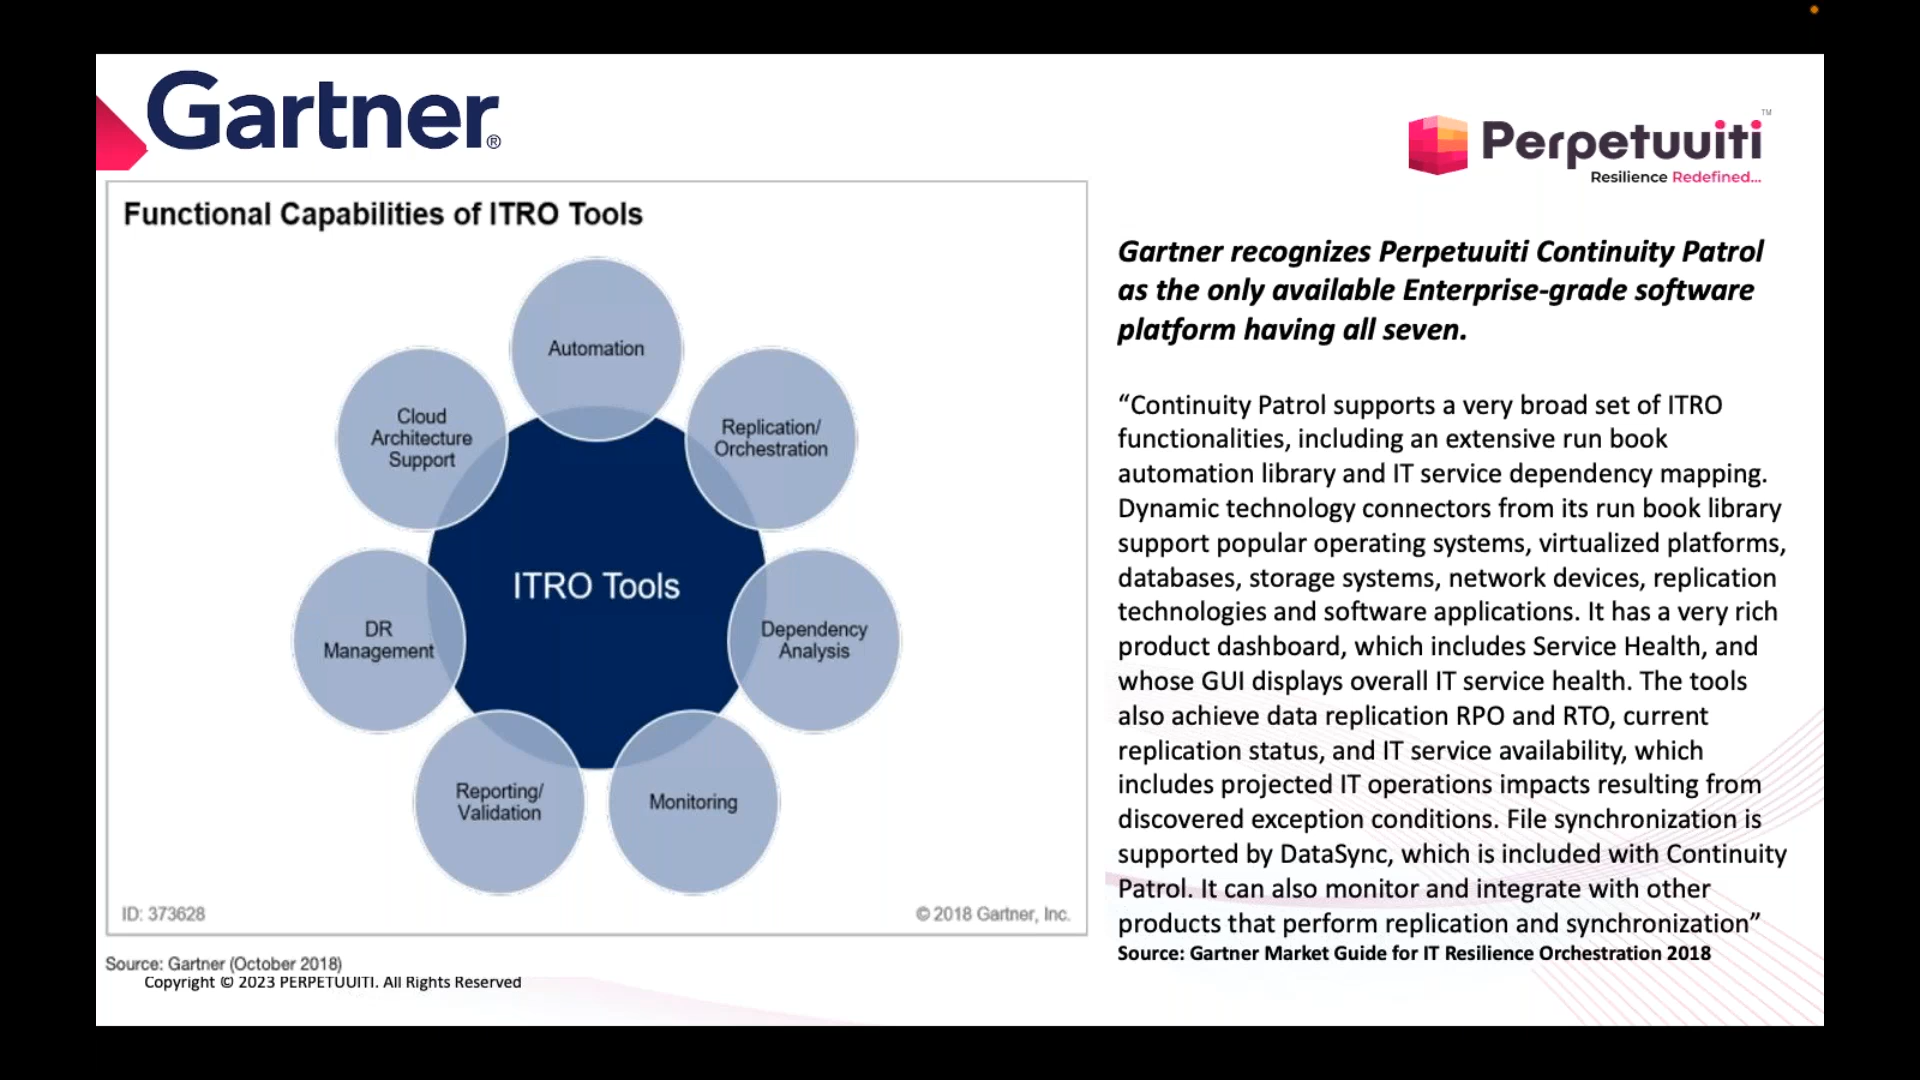 Gartner®
Perpetuuiti™
Resilience Redefined...
Functional Capabilities of ITRO Tools
Automation
Replication/
Orchestration
Dependency
Analysis
Monitoring
Reporting/
Validation
DR
Management
Cloud
Architecture
Support
ITRO Tools
ID: 373628
© 2018 Gartner, Inc.
Source: Gartner (October 2018)
Copyright © 2023 PERPETUUITI. All Rights Reserved
Gartner recognizes Perpetuuiti Continuity Patrol
as the only available Enterprise-grade software
platform having all seven.
“Continuity Patrol supports a very broad set of ITRO
functionalities, including an extensive run book
automation library and IT service dependency mapping.
Dynamic technology connectors from its run book library
support popular operating systems, virtualized platforms,
databases, storage systems, network devices, replication
technologies and software applications. It has a very rich
product dashboard, which includes Service Health, and
whose GUI displays overall IT service health. The tools
also achieve data replication RPO and RTO, current
replication status, and IT service availability, which
includes projected IT operations impacts resulting from
discovered exception conditions. File synchronization is
supported by DataSync, which is included with Continuity
Patrol. It can also monitor and integrate with other
products that perform replication and synchronization”
Source: Gartner Market Guide for IT Resilience Orchestration 2018